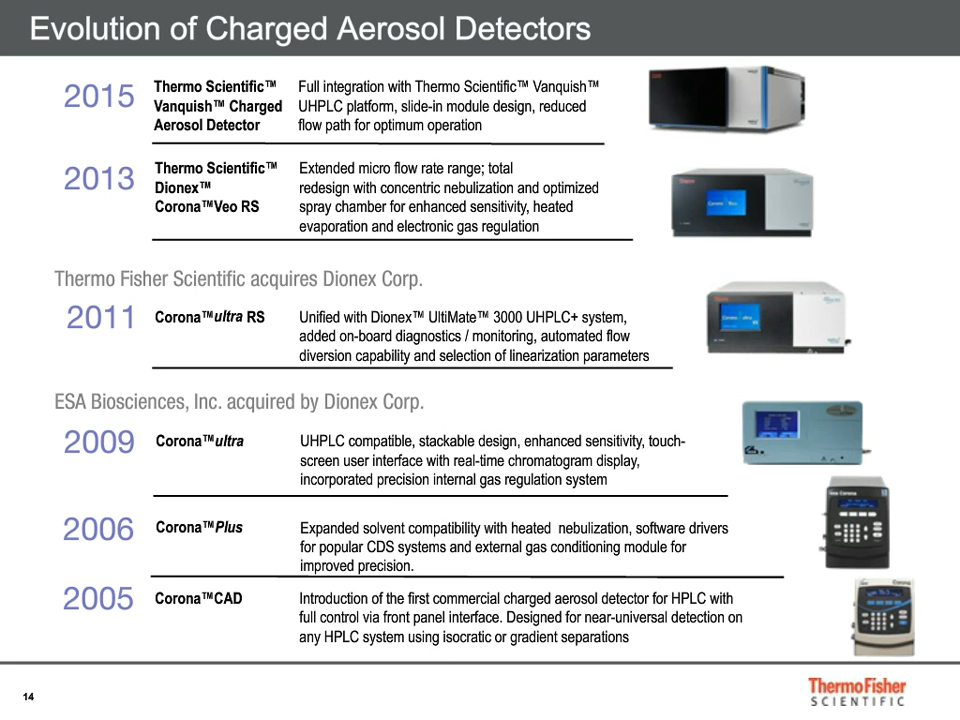 Evolution of Charged Aerosol Detectors
2015
Thermo Scientific™
Vanquish™ Charged
Aerosol Detector
Full integration with Thermo Scientific™ Vanquish™
UHPLC platform, slide-in module design, reduced
flow path for optimum operation
2013
Thermo Scientific™
Dionex™
Corona™Veo RS
Extended micro flow rate range; total
redesign with concentric nebulization and optimized
spray chamber for enhanced sensitivity, heated
evaporation and electronic gas regulation
Thermo Fisher Scientific acquires Dionex Corp.
2011
Corona™ultra RS
Unified with Dionex™ UltiMate™ 3000 UHPLC+ system,
added on-board diagnostics / monitoring, automated flow
diversion capability and selection of linearization parameters
ESA Biosciences, Inc. acquired by Dionex Corp.
2009
Corona™ultra
UHPLC compatible, stackable design, enhanced sensitivity, touch-
screen user interface with real-time chromatogram display,
incorporated precision internal gas regulation system
2006
Corona™Plus
Expanded solvent compatibility with heated  nebulization, software drivers
for popular CDS systems and external gas conditioning module for
improved precision.
2005
Corona™CAD
Introduction of the first commercial charged aerosol detector for HPLC with
full control via front panel interface. Designed for near-universal detection on
any HPLC system using isocratic or gradient separations
14
ThermoFisher
SCIENTIFIC